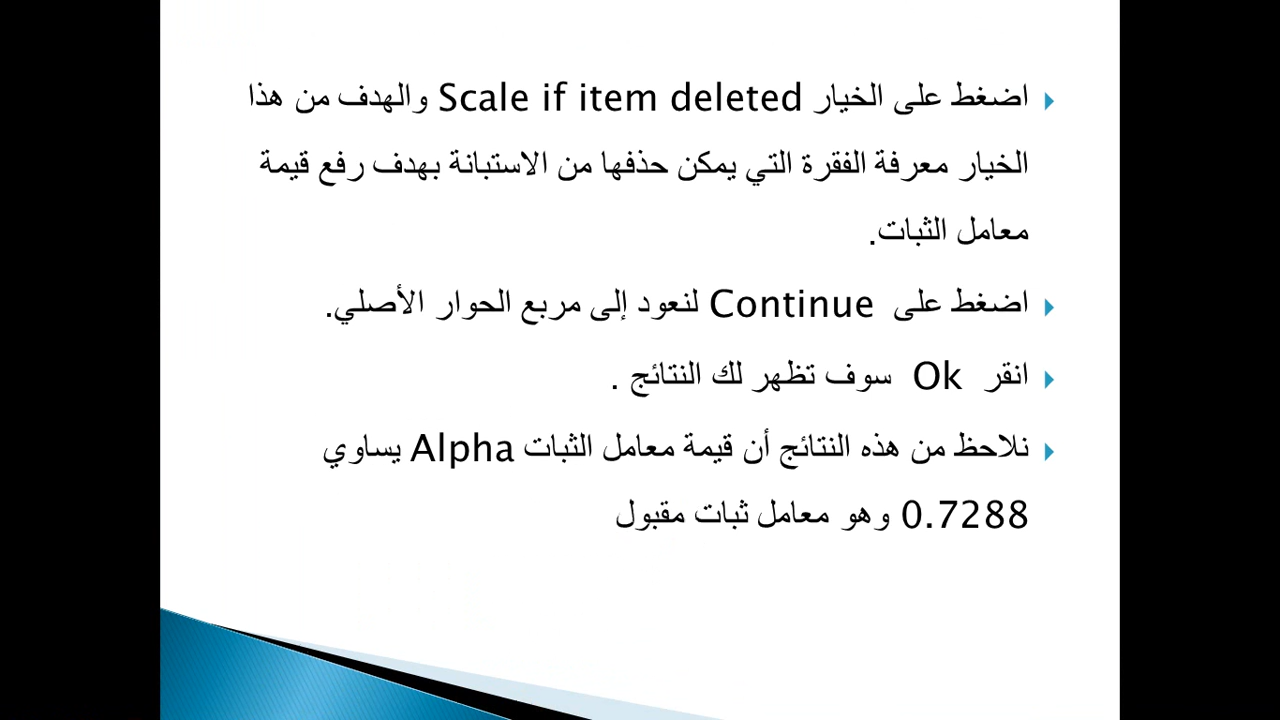 اضغط على الخيار Scale if item deleted والهدف من هذا
الخيار معرفة الفقرة التي يمكن حذفها من الاستبانة بهدف رفع قيمة
معامل الثبات.
اضغط على Continue لنعود إلى مربع الحوار الأصلي.
انقر Ok سوف تظهر لك النتائج .
نلاحظ من هذه النتائج أن قيمة معامل الثبات Alpha يساوي
0.7288 وهو معامل ثبات مقبول